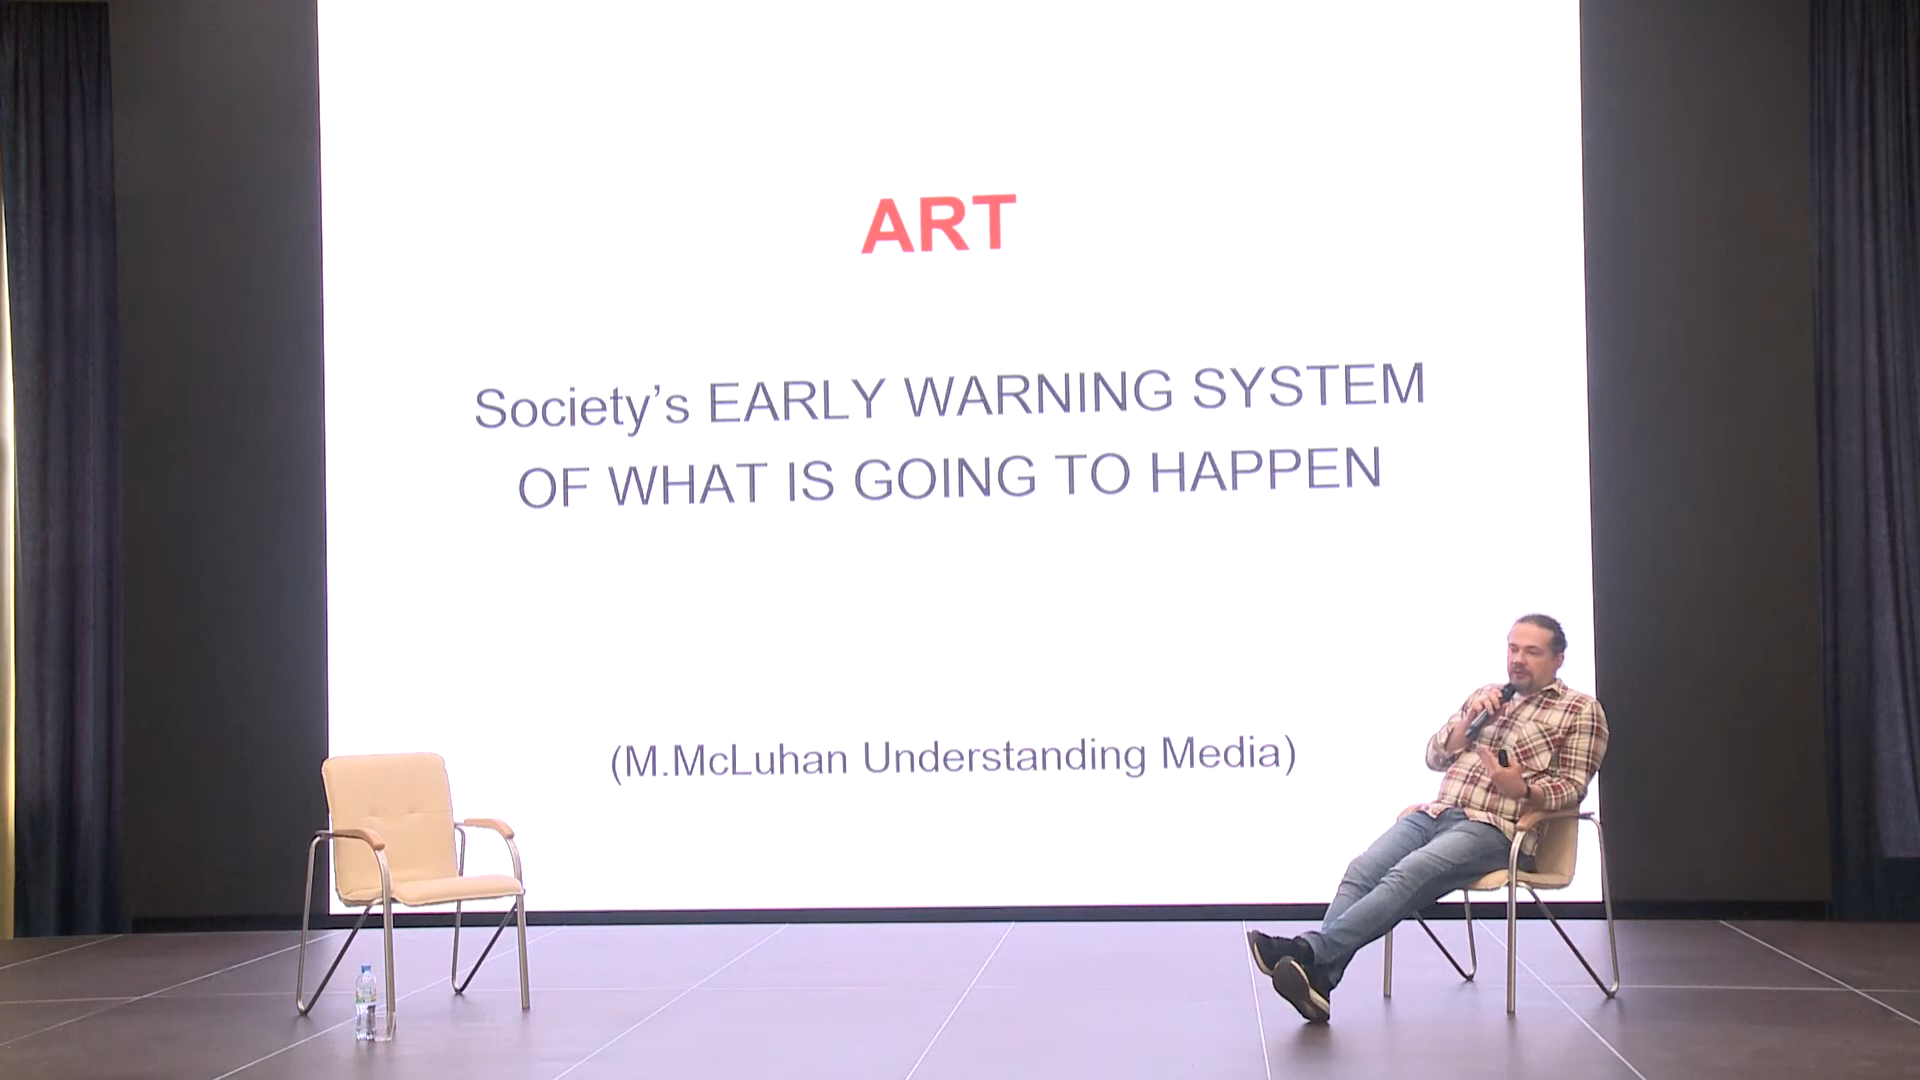 ART
Society’s EARLY WARNING SYSTEM
OF WHAT IS GOING TO HAPPEN
(M.McLuhan Understanding Media)